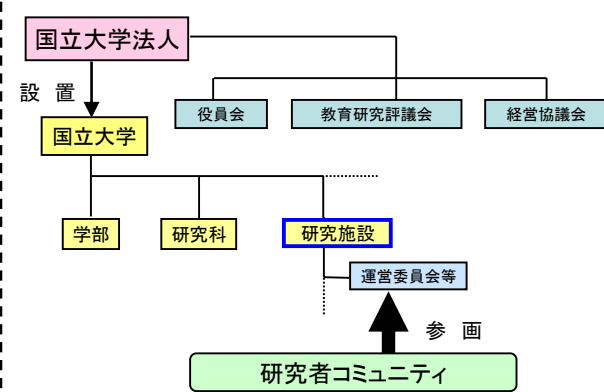 国立大学法人
設 置
役員会
教育研究評議会
経営協議会
国立大学
学部
研究科
研究施設
運営委員会等
参 画
研究者コミュニティ